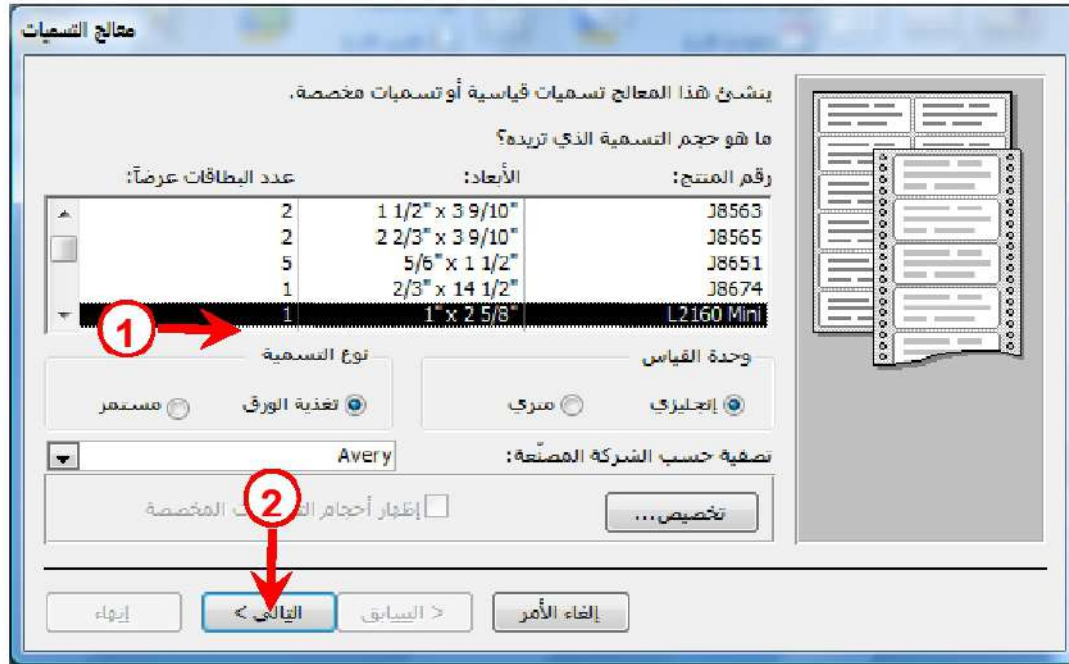 معالج التسميات
ينشئ هذا المعالج تسميات قياسية أو تسميات مخصصة.
ما هو حجم التسمية الذي تريده؟
رقم المنتج: الأبعاد: عدد البطاقات عرضاً:
J8563 1 1/2" x 3 9/10" 2
J8565 2 2/3" x 3 9/10" 2
J8651 5/6" x 1 1/2" 5
J8674 2/3" x 14 1/2" 1
L2160 Mini 1" x 2 5/8" 1
1
وحدة القياس نوع التسمية
إنجليزي متري تغذية الورق مستمر
تصفية حسب الشركة المصنّعة: Avery
تخصيص... إظهار أحجام المخصصة
2
إلغاء الأمر < السابق التالي > إنهاء